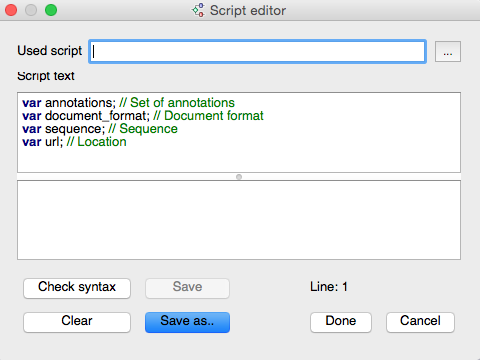 Script editor
Used script
...
Script text
var annotations; // Set of annotations
var document_format; // Document format
var sequence; // Sequence
var url; // Location
Check syntax
Save
Line: 1
Clear
Save as..
Done
Cancel